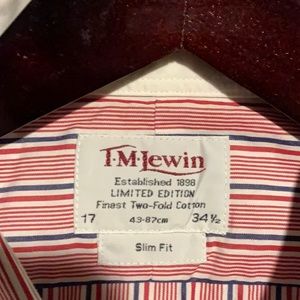 T·M·Lewin
Established 1898
LIMITED EDITION
Finest Two-Fold Cotton
17 43-87cm 34½
Slim Fit